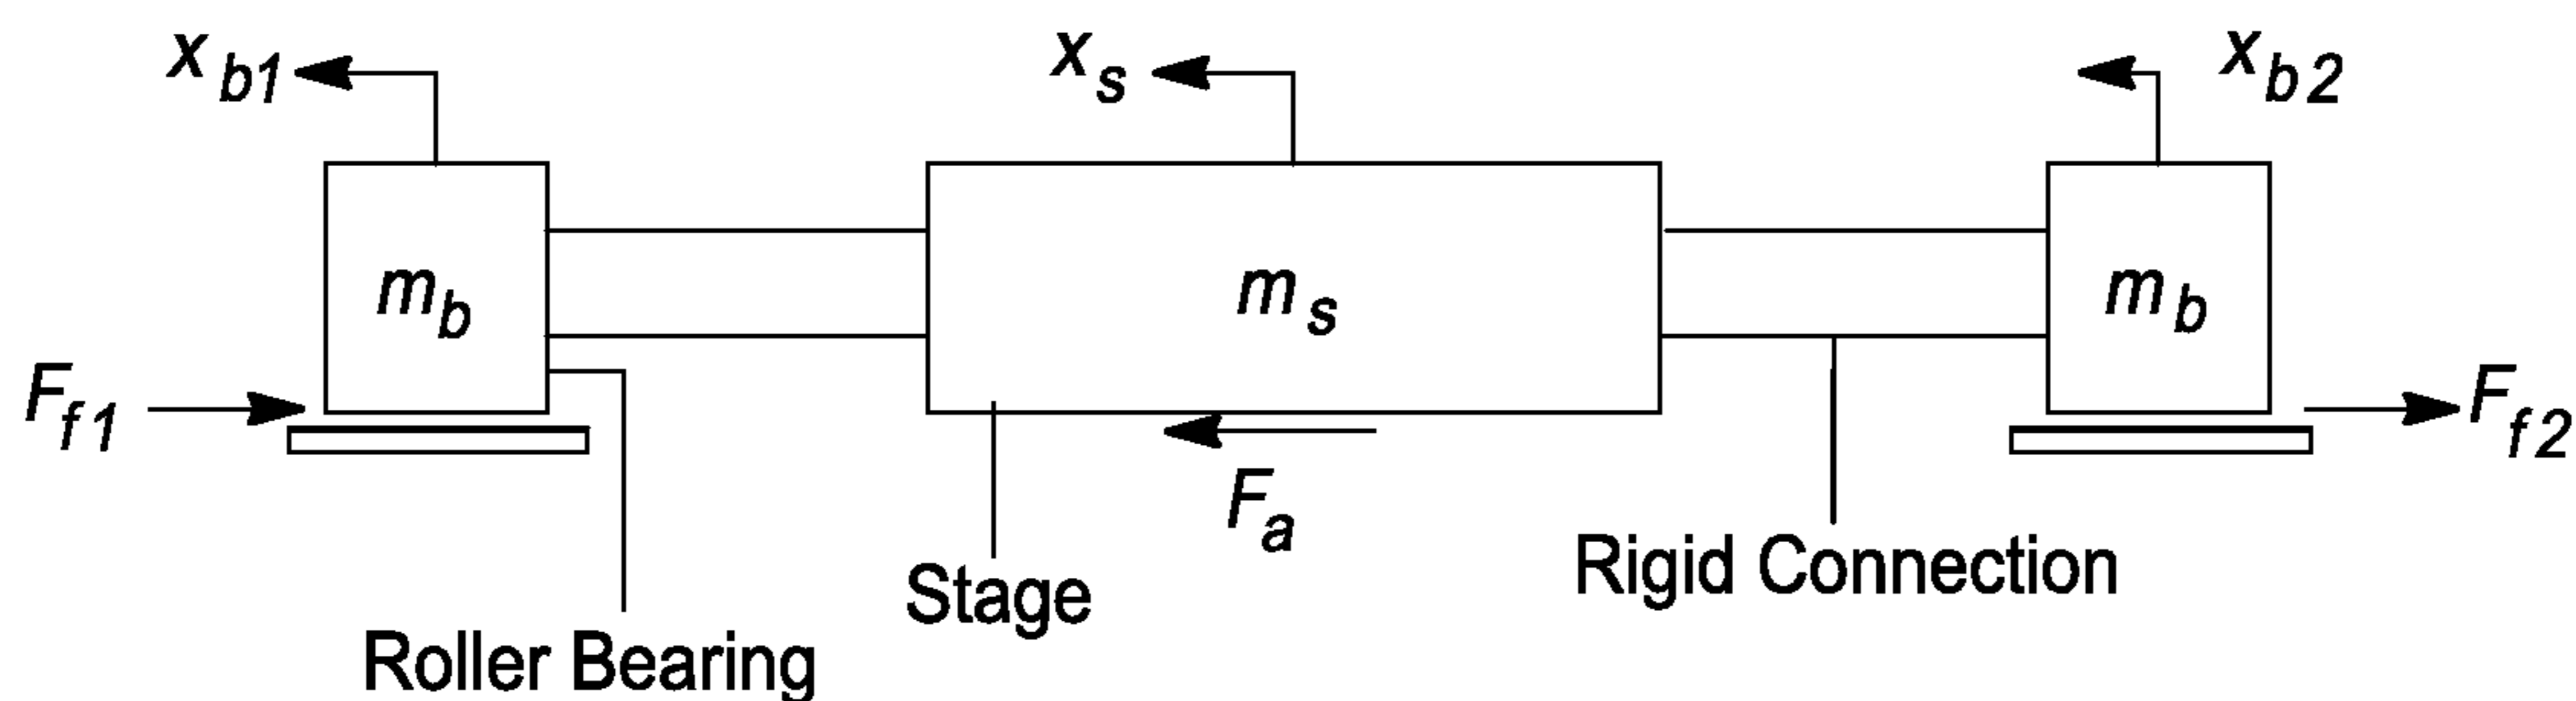 x_b1
x_s
x_b2
m_b
m_s
m_b
F_f1
F_a
F_f2
Stage
Rigid Connection
Roller Bearing